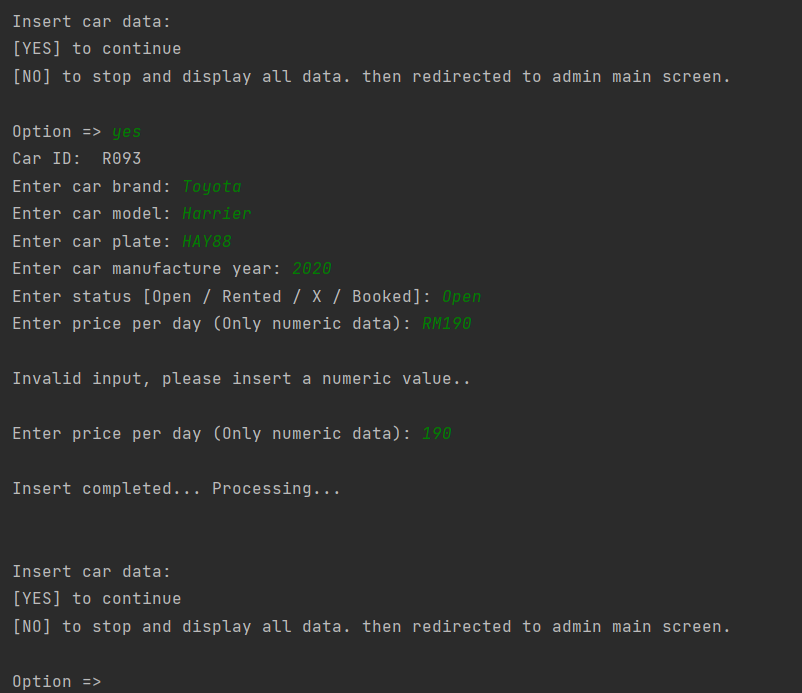 Insert car data:
[YES] to continue
[NO] to stop and display all data. then redirected to admin main screen.
Option => yes
Car ID:  R093
Enter car brand: Toyota
Enter car model: Harrier
Enter car plate: HAY88
Enter car manufacture year: 2020
Enter status [Open / Rented / X / Booked]: Open
Enter price per day (Only numeric data): RM190
Invalid input, please insert a numeric value..
Enter price per day (Only numeric data): 190
Insert completed... Processing...
Insert car data:
[YES] to continue
[NO] to stop and display all data. then redirected to admin main screen.
Option =>